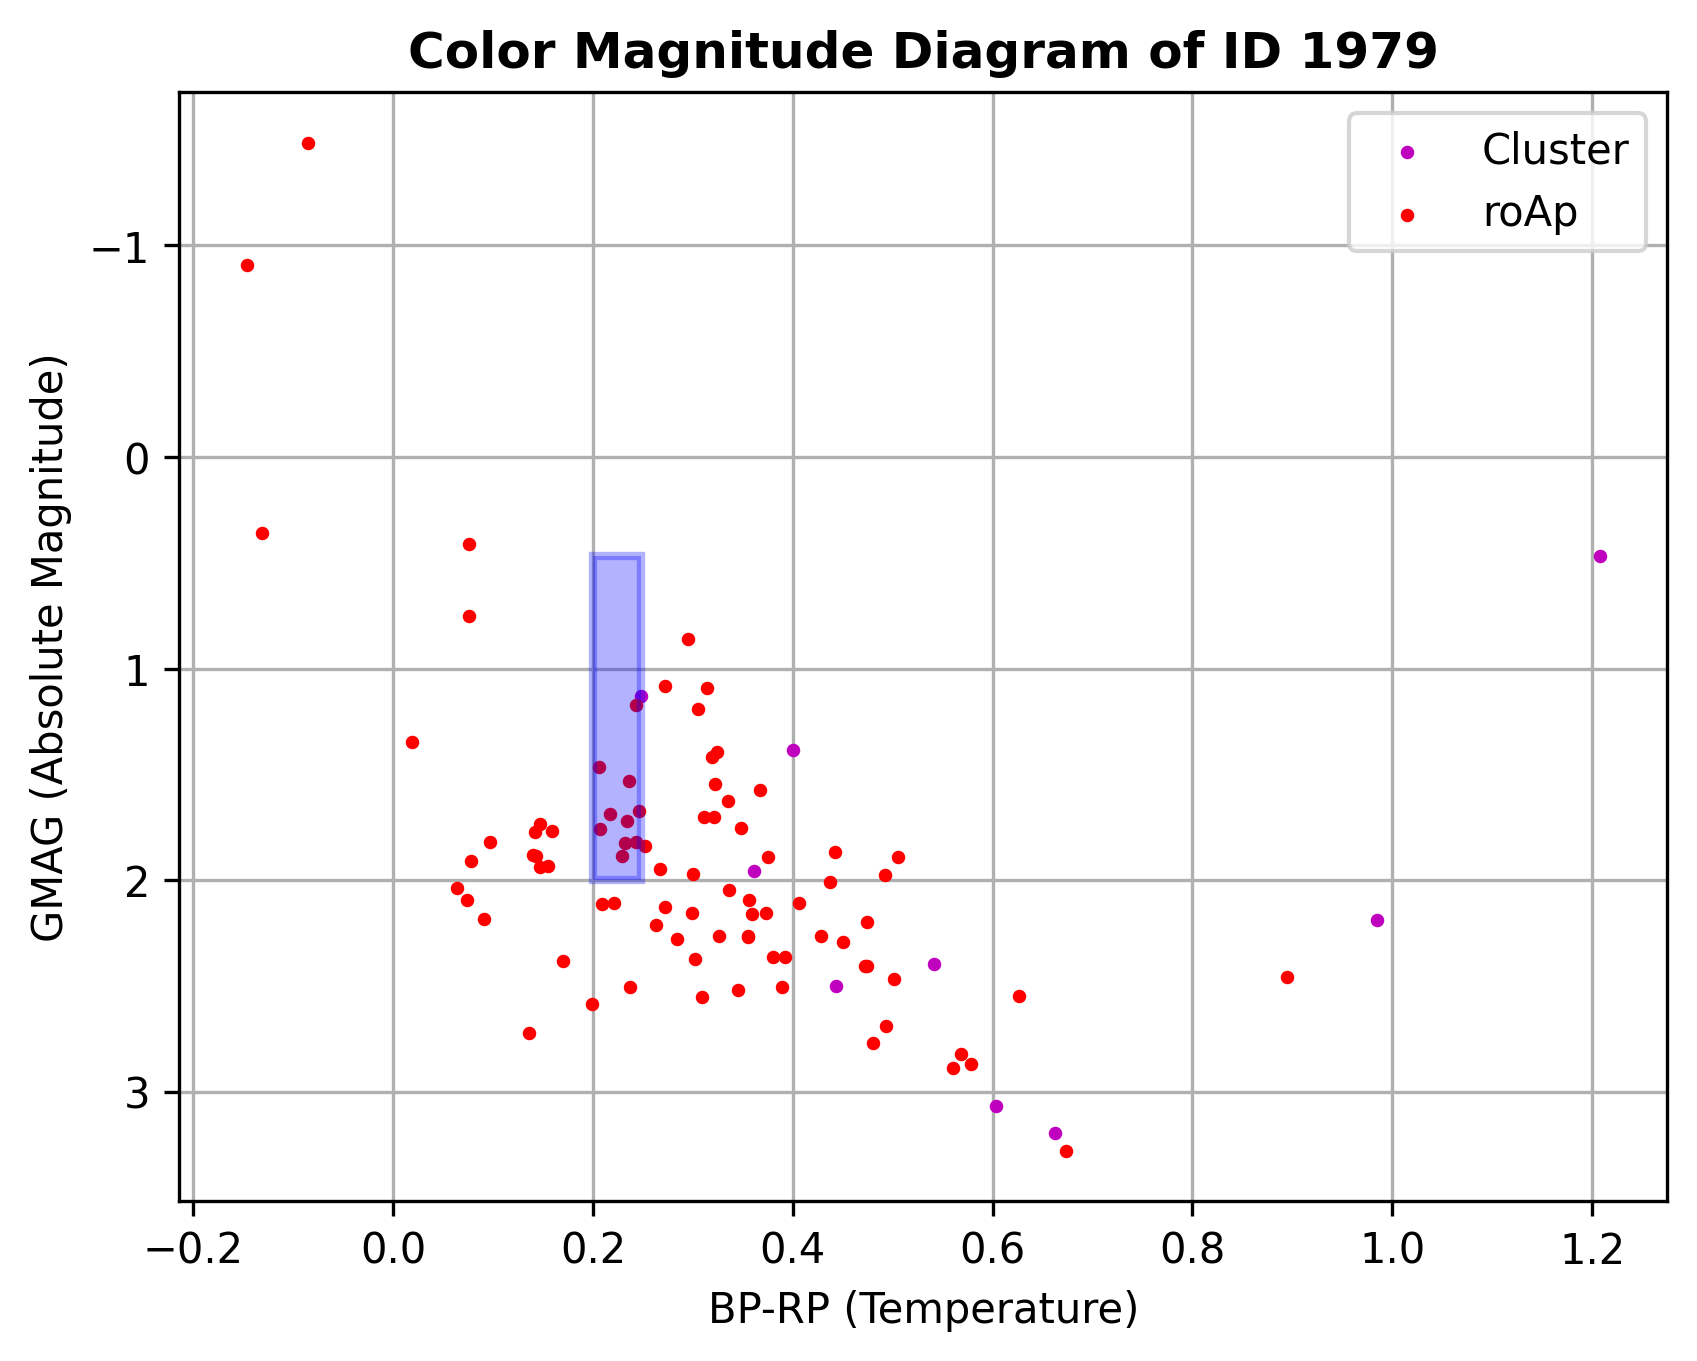 Color Magnitude Diagram of ID 1979
Cluster
roAp
GMAG (Absolute Magnitude)
−1
0
1
2
3
−0.2 0.0 0.2 0.4 0.6 0.8 1.0 1.2
BP-RP (Temperature)